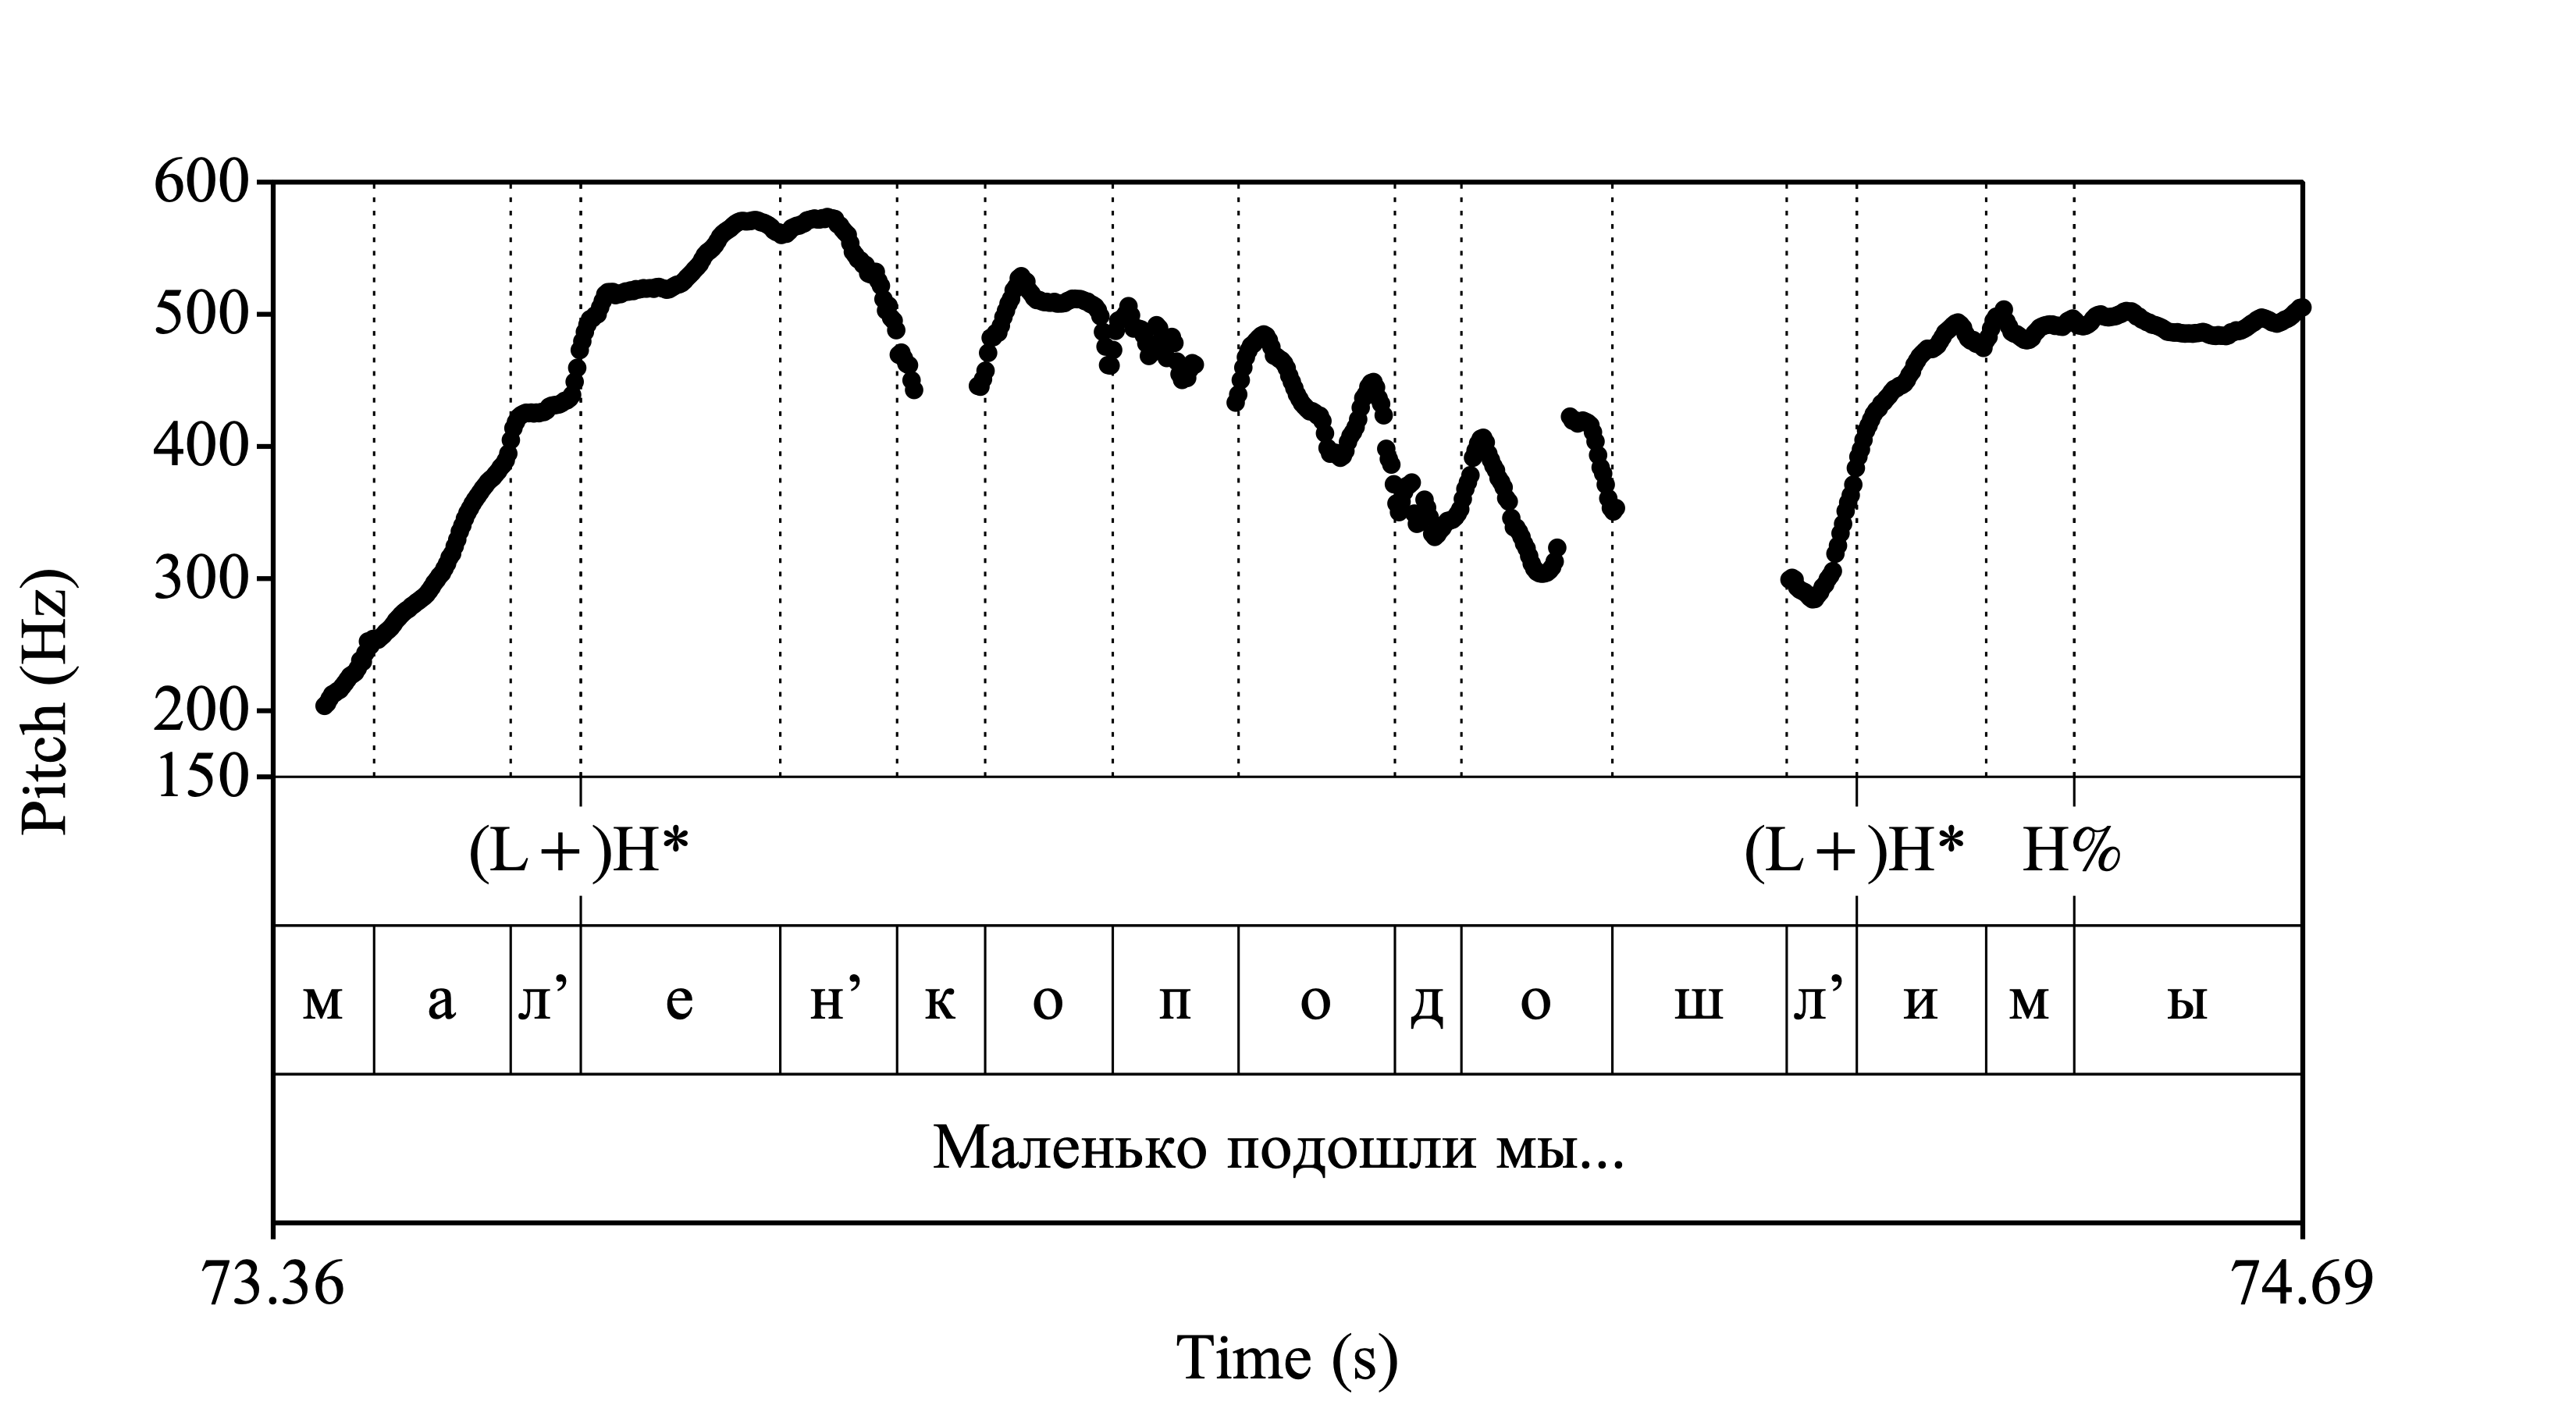 600
500
400
300
200
150
Pitch (Hz)
(L+)H* (L+)H* H%
м а л’ е н’ к о п о д о ш л’ и м ы
Маленько подошли мы...
73.36 74.69
Time (s)